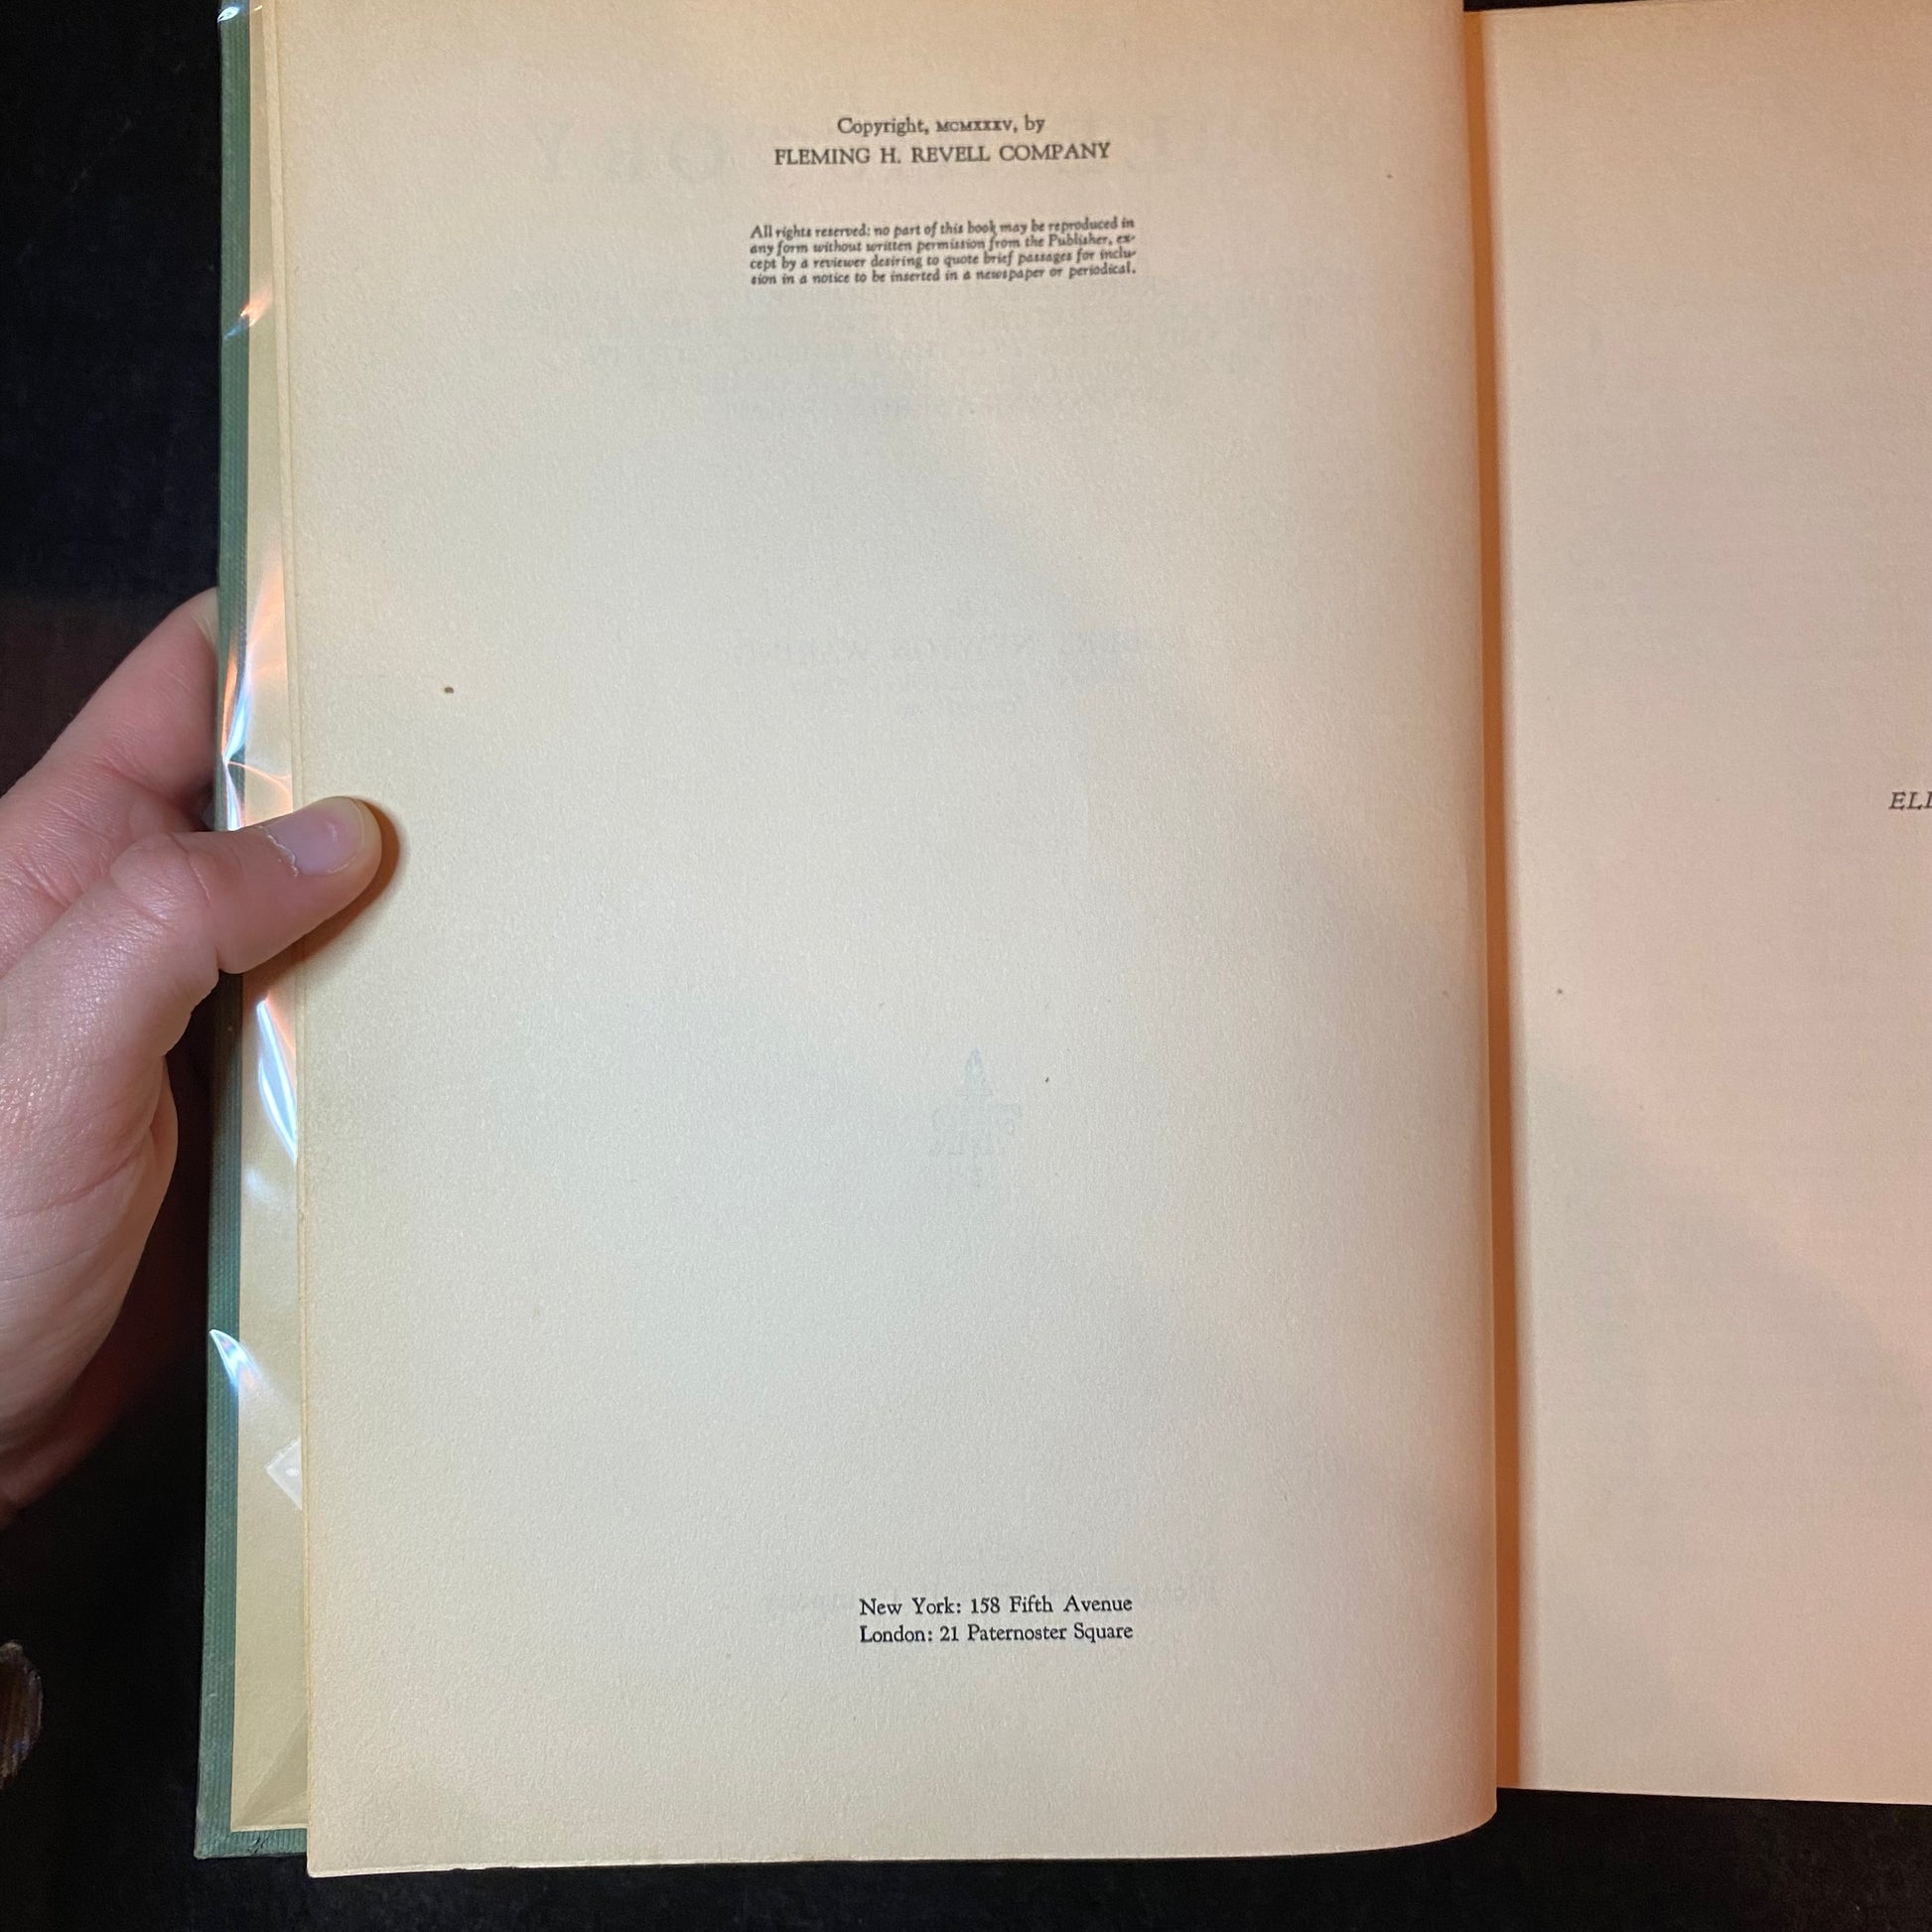 Copyright, MCMXXXV, by
FLEMING H. REVELL COMPANY
All rights reserved: no part of this book may be reproduced in
any form without written permission from the Publisher, ex-
cept by a reviewer desiring to quote brief passages for inclu-
sion in a notice to be inserted in a newspaper or periodical.
New York: 158 Fifth Avenue
London: 21 Paternoster Square